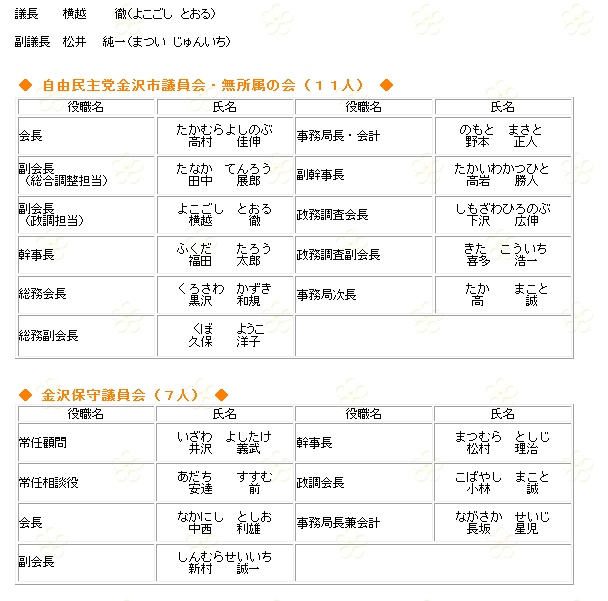 議長　　横越　　徹(よこごし とおる)
副議長　松井　純一(まつい じゅんいち)
◆ 自由民主党金沢市議員会・無所属の会（１１人） ◆
役職名　氏名　役職名　氏名
会長　たかむらよしのぶ　高村　佳伸　事務局長・会計　のもと　まさと　野本　正人
副会長（総合調整担当）　たなか　てんろう　田中　展郎　副幹事長　たかいわかつひと　高岩　勝人
副会長（政調担当）　よこごし　とおる　横越　徹　政務調査会長　しもざわひろのぶ　下沢　広伸
幹事長　ふくだ　たろう　福田　太郎　政務調査副会長　きた　こういち　喜多　浩一
総務会長　くろさわ　かずき　黒沢　和規　事務局次長　たか　まこと　高　誠
総務副会長　くぼ　ようこ　久保　洋子
◆ 金沢保守議員会（７人） ◆
役職名　氏名　役職名　氏名
常任顧問　いざわ　よしたけ　井沢　義武　幹事長　まつむら　としじ　松村　理治
常任相談役　あだち　すすむ　安達　前　政調会長　こばやし　まこと　小林　誠
会長　なかにし　としお　中西　利雄　事務局長兼会計　ながさか　せいじ　長坂　星児
副会長　しんむらせいいち　新村　誠一